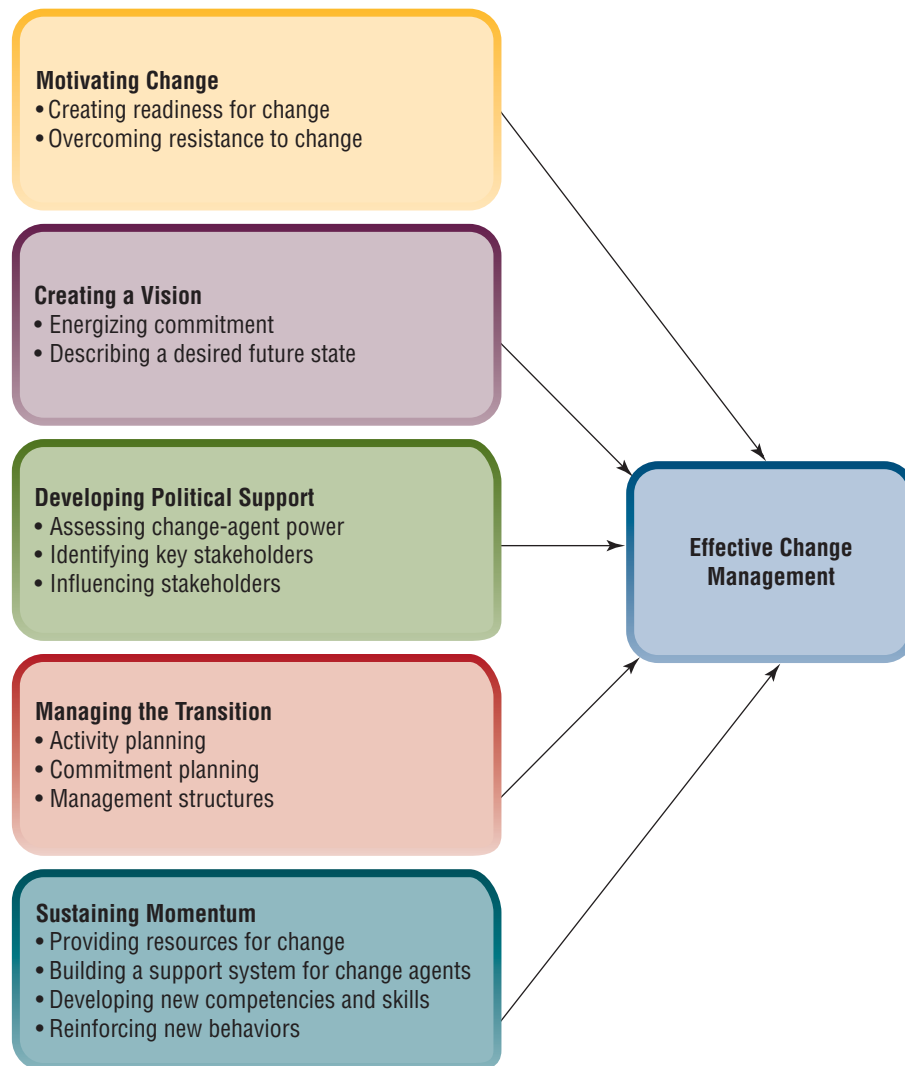 Motivating Change
• Creating readiness for change
• Overcoming resistance to change
Creating a Vision
• Energizing commitment
• Describing a desired future state
Developing Political Support
• Assessing change-agent power
• Identifying key stakeholders
• Influencing stakeholders
Effective Change
Management
Managing the Transition
• Activity planning
• Commitment planning
• Management structures
Sustaining Momentum
• Providing resources for change
• Building a support system for change agents
• Developing new competencies and skills
• Reinforcing new behaviors